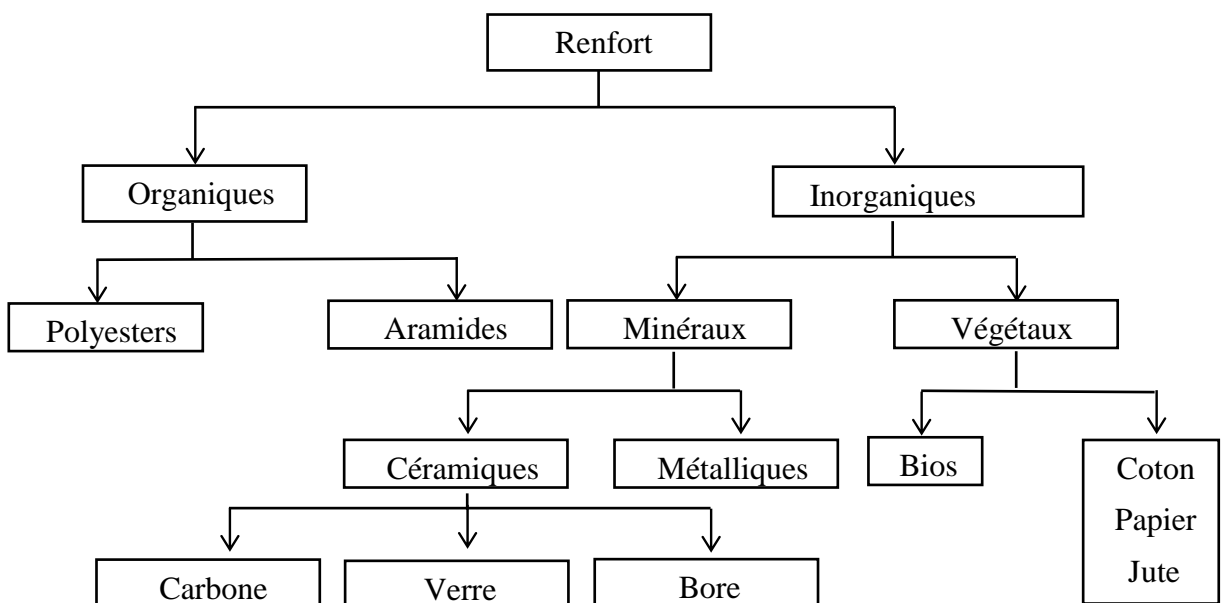 Renfort
Organiques
Inorganiques
Polyesters
Aramides
Minéraux
Végétaux
Céramiques
Métalliques
Bios
Coton
Papier
Jute
Carbone
Verre
Bore